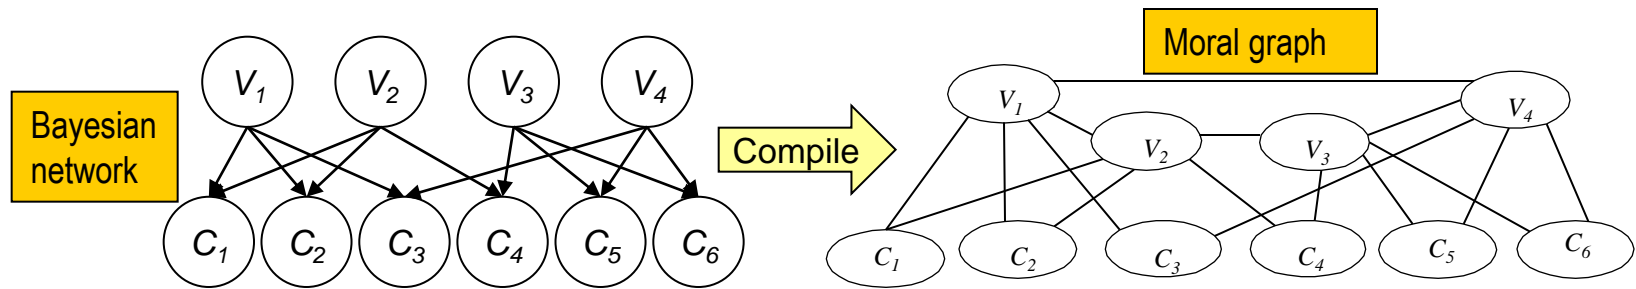 Bayesian
network
V1 V2 V3 V4
C1 C2 C3 C4 C5 C6
Compile
Moral graph
V1 V2 V3 V4
C1 C2 C3 C4 C5 C6